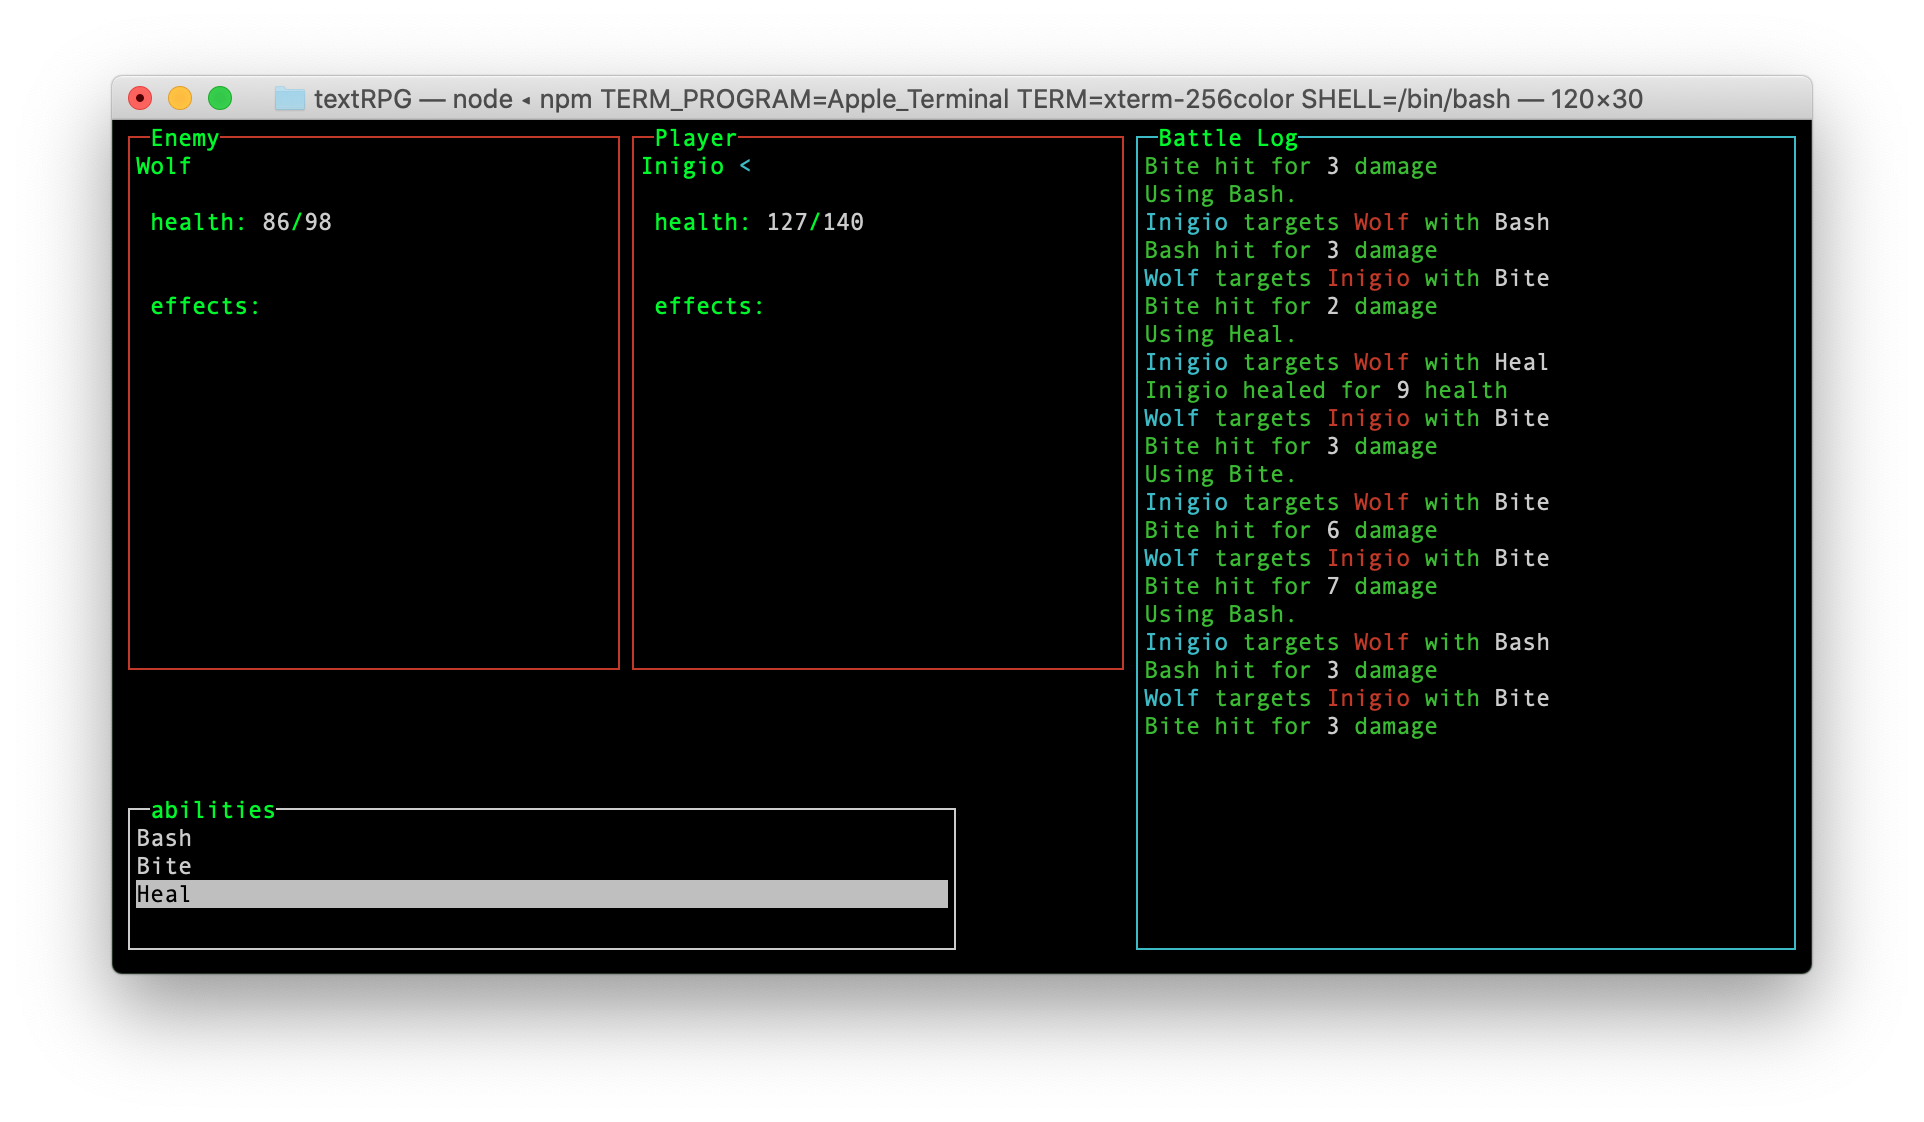 textRPG — node ◂ npm TERM_PROGRAM=Apple_Terminal TERM=xterm-256color SHELL=/bin/bash — 120×30
Enemy
Wolf
health: 86/98
effects:
Player
Inigio <
health: 127/140
effects:
Battle Log
Bite hit for 3 damage
Using Bash.
Inigio targets Wolf with Bash
Bash hit for 3 damage
Wolf targets Inigio with Bite
Bite hit for 2 damage
Using Heal.
Inigio targets Wolf with Heal
Inigio healed for 9 health
Wolf targets Inigio with Bite
Bite hit for 3 damage
Using Bite.
Inigio targets Wolf with Bite
Bite hit for 6 damage
Wolf targets Inigio with Bite
Bite hit for 7 damage
Using Bash.
Inigio targets Wolf with Bash
Bash hit for 3 damage
Wolf targets Inigio with Bite
Bite hit for 3 damage
abilities
Bash
Bite
Heal